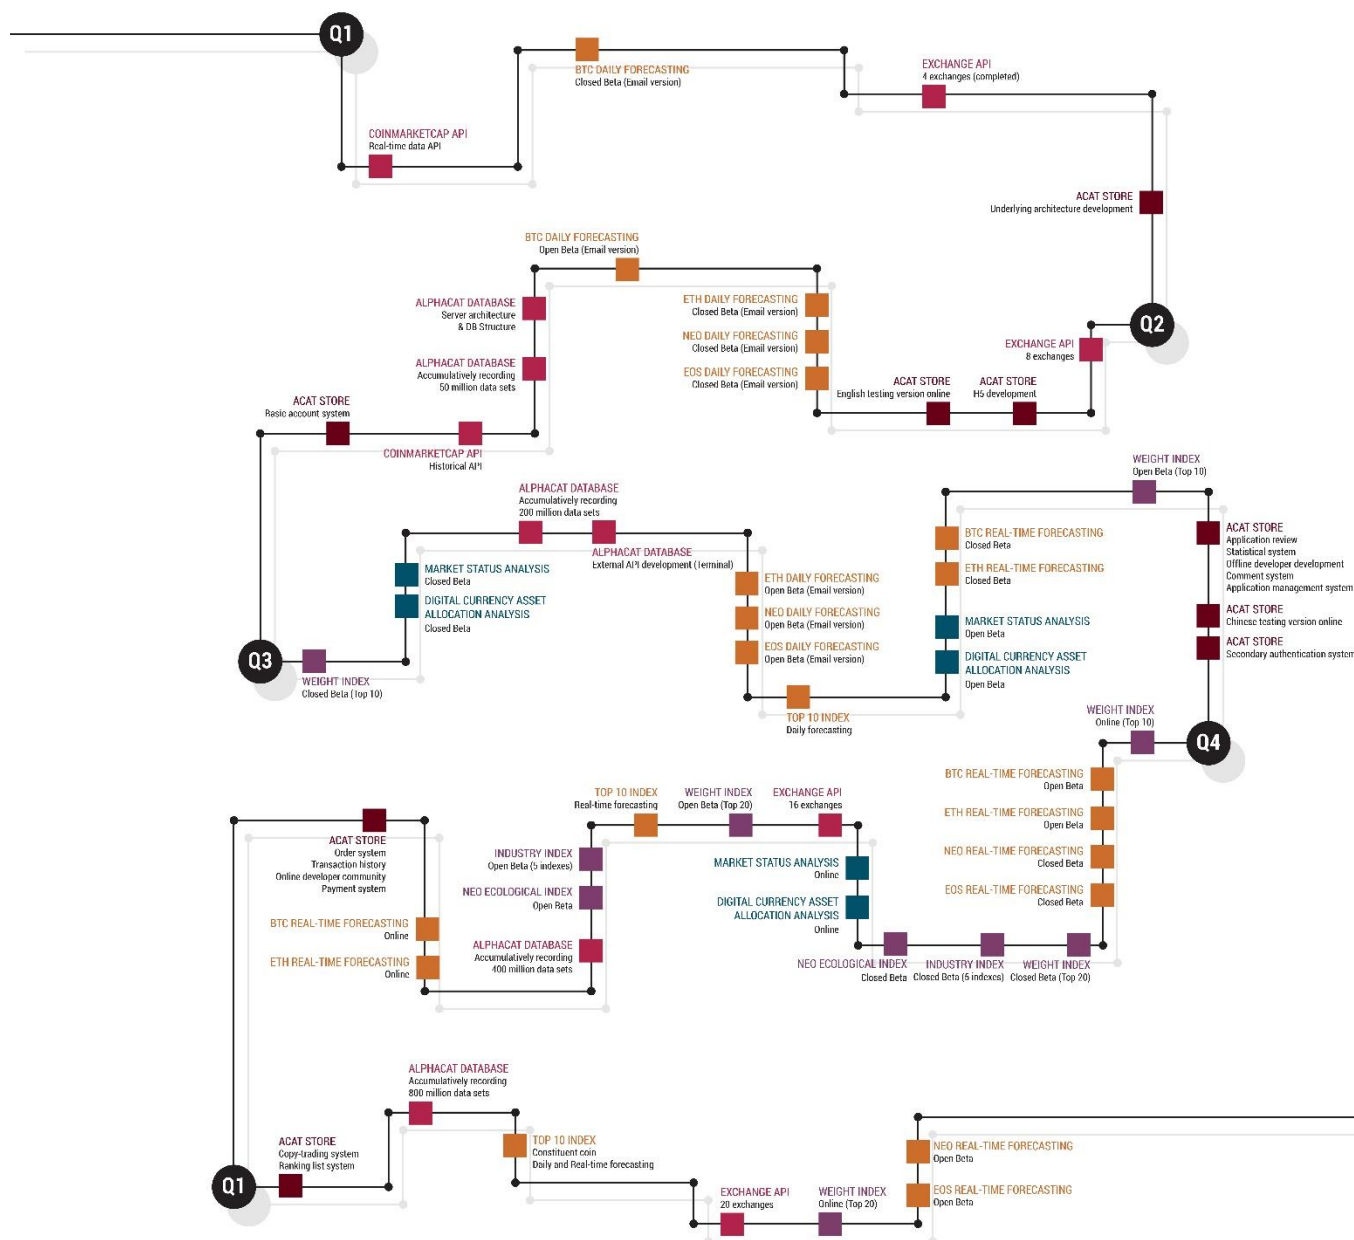 Q1
BTC DAILY FORECASTING
Closed Beta (Email version)
EXCHANGE API
4 exchanges (completed)
COINMARKETCAP API
Real-time data API
ACAT STORE
Underlying architecture development
Q2
EXCHANGE API
8 exchanges
ACAT STORE
H5 development
ACAT STORE
English testing version online
EOS DAILY FORECASTING
Closed Beta (Email version)
NEO DAILY FORECASTING
Closed Beta (Email version)
ETH DAILY FORECASTING
Closed Beta (Email version)
BTC DAILY FORECASTING
Open Beta (Email version)
ALPHACAT DATABASE
Server architecture
& DB Structure
ALPHACAT DATABASE
Accumulatively recording
50 million data sets
COINMARKETCAP API
Historical API
ACAT STORE
Basic account system
Q3
WEIGHT INDEX
Closed Beta (Top 10)
DIGITAL CURRENCY ASSET
ALLOCATION ANALYSIS
Closed Beta
MARKET STATUS ANALYSIS
Closed Beta
ALPHACAT DATABASE
Accumulatively recording
200 million data sets
ALPHACAT DATABASE
External API development (Terminal)
ETH DAILY FORECASTING
Open Beta (Email version)
NEO DAILY FORECASTING
Open Beta (Email version)
EOS DAILY FORECASTING
Open Beta (Email version)
TOP 10 INDEX
Daily forecasting
DIGITAL CURRENCY ASSET
ALLOCATION ANALYSIS
Open Beta
MARKET STATUS ANALYSIS
Open Beta
ETH REAL-TIME FORECASTING
Closed Beta
BTC REAL-TIME FORECASTING
Closed Beta
WEIGHT INDEX
Open Beta (Top 10)
ACAT STORE
Application review
Statistical system
Offline developer development
Comment system
Application management system
ACAT STORE
Chinese testing version online
ACAT STORE
Secondary authentication system
Q4
WEIGHT INDEX
Online (Top 10)
BTC REAL-TIME FORECASTING
Open Beta
ETH REAL-TIME FORECASTING
Open Beta
NEO REAL-TIME FORECASTING
Closed Beta
EOS REAL-TIME FORECASTING
Closed Beta
WEIGHT INDEX
Closed Beta (Top 20)
INDUSTRY INDEX
Closed Beta (5 indexes)
NEO ECOLOGICAL INDEX
Closed Beta
DIGITAL CURRENCY ASSET
ALLOCATION ANALYSIS
Online
MARKET STATUS ANALYSIS
Online
EXCHANGE API
16 exchanges
WEIGHT INDEX
Open Beta (Top 20)
TOP 10 INDEX
Real-time forecasting
INDUSTRY INDEX
Open Beta (5 indexes)
NEO ECOLOGICAL INDEX
Open Beta
ALPHACAT DATABASE
Accumulatively recording
400 million data sets
ETH REAL-TIME FORECASTING
Online
BTC REAL-TIME FORECASTING
Online
ACAT STORE
Order system
Transaction history
Online developer community
Payment system
Q1
ACAT STORE
Copy-trading system
Ranking list system
ALPHACAT DATABASE
Accumulatively recording
800 million data sets
TOP 10 INDEX
Constituent coin
Daily and Real-time forecasting
EXCHANGE API
20 exchanges
WEIGHT INDEX
Online (Top 20)
EOS REAL-TIME FORECASTING
Open Beta
NEO REAL-TIME FORECASTING
Open Beta